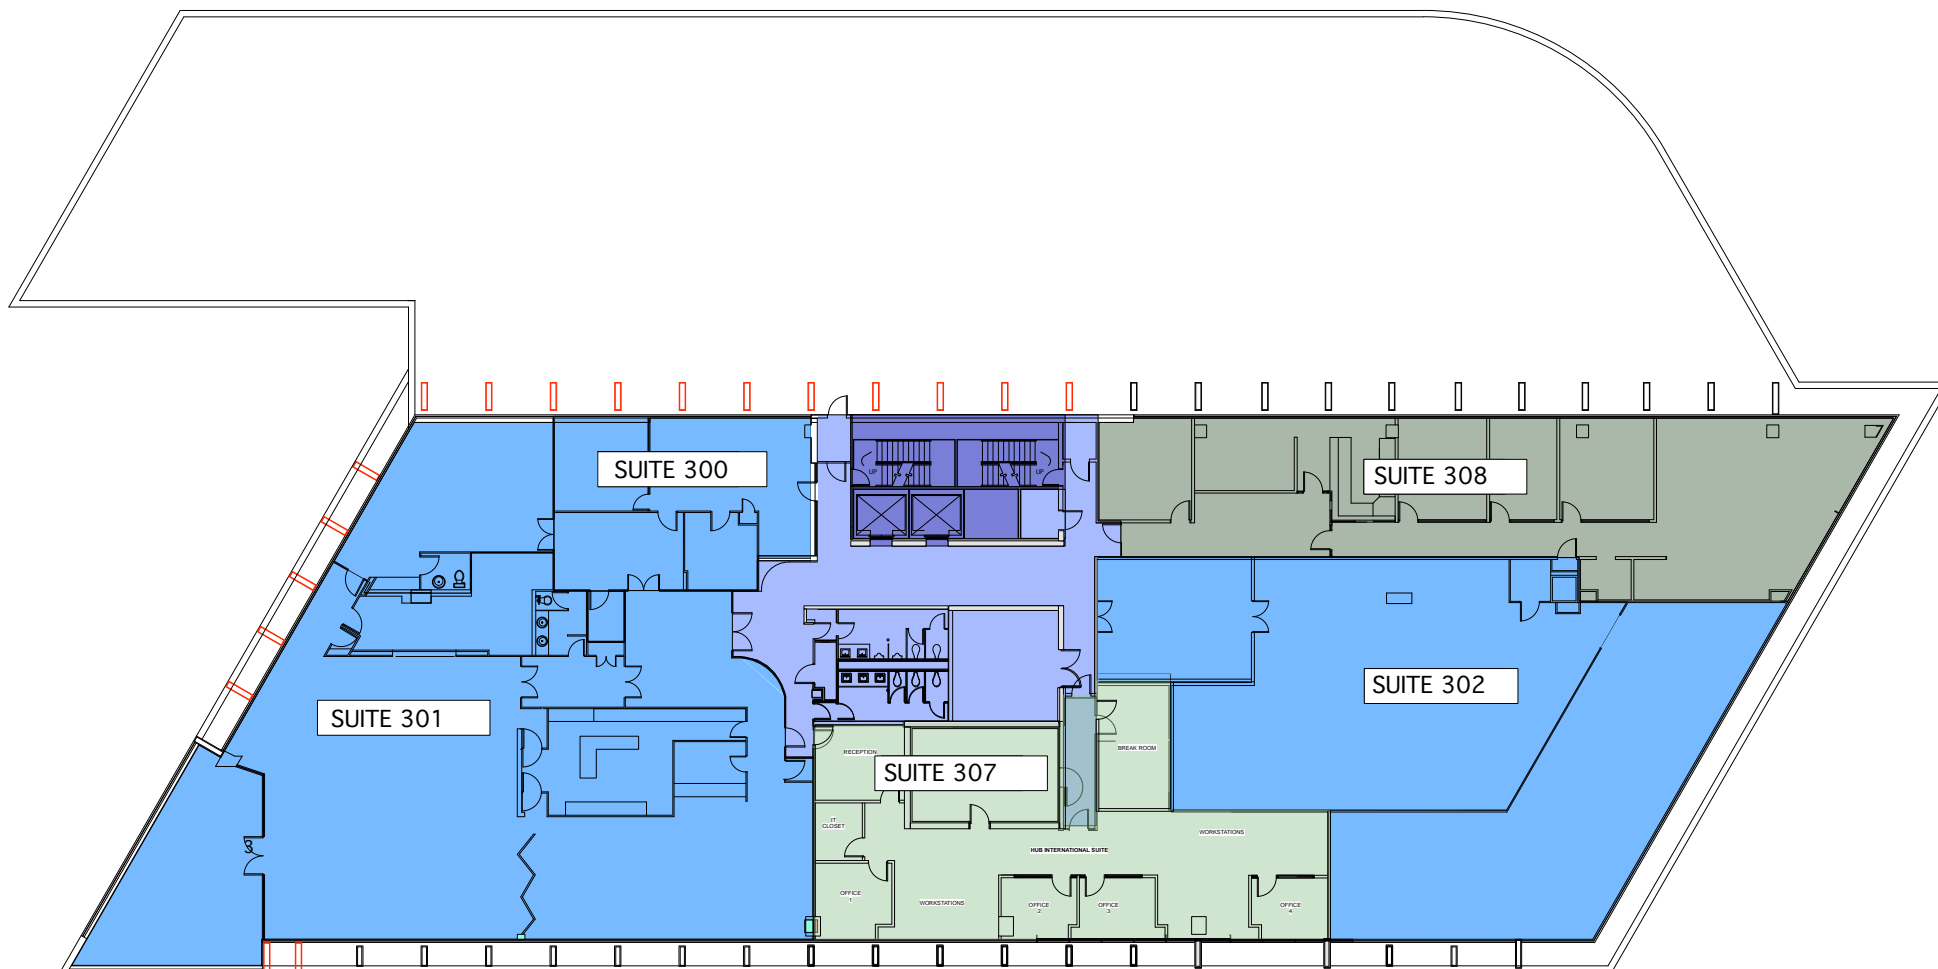 SUITE 300
UP
UP
SUITE 308
SUITE 301
SUITE 302
RECEPTION
BREAK ROOM
SUITE 307
IT
CLOSET
WORKSTATIONS
HUB INTERNATIONAL SUITE
OFFICE
1
WORKSTATIONS
OFFICE
2
OFFICE
3
OFFICE
4